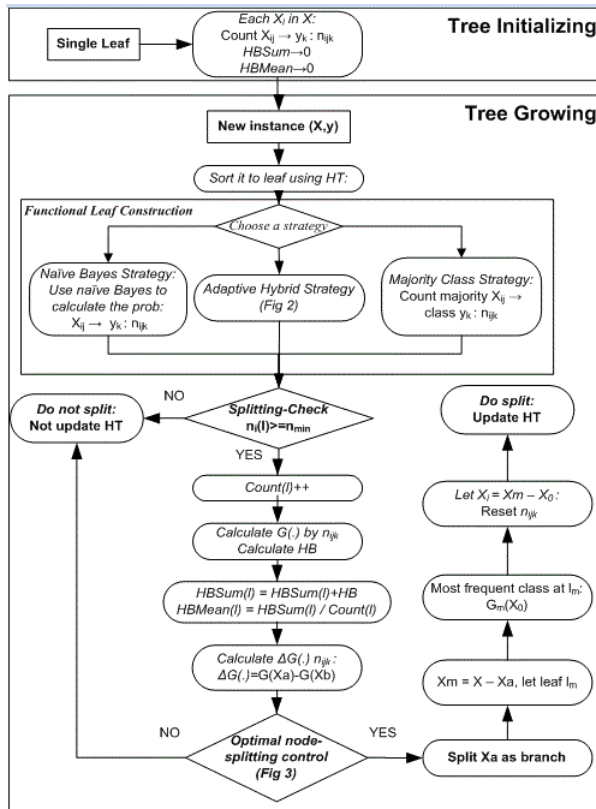 Tree Initializing
Single Leaf
Each Xi in X:
Count Xij → yk : nijk
HBSum→0
HBMean→0
Tree Growing
New instance (X,y)
Sort it to leaf using HT:
Functional Leaf Construction
Choose a strategy
Naïve Bayes Strategy:
Use naïve Bayes to
calculate the prob:
Xij → yk : nijk
Adaptive Hybrid Strategy
(Fig 2)
Majority Class Strategy:
Count majority Xij →
class yk : nijk
NO
Do not split:
Not update HT
Splitting-Check
ni(l)>=nmin
YES
Count(l)++
Calculate G(.) by nijk
Calculate HB
HBSum(l) = HBSum(l)+HB
HBMean(l) = HBSum(l) / Count(l)
Calculate ΔG(.) nijk :
ΔG(.)=G(Xa)-G(Xb)
NO
Optimal node-
splitting control
(Fig 3)
YES
Split Xa as branch
Xm = X – Xa, let leaf lm
Most frequent class at lm:
Gm(X0)
Let Xi = Xm – X0 :
Reset nijk
Do split:
Update HT